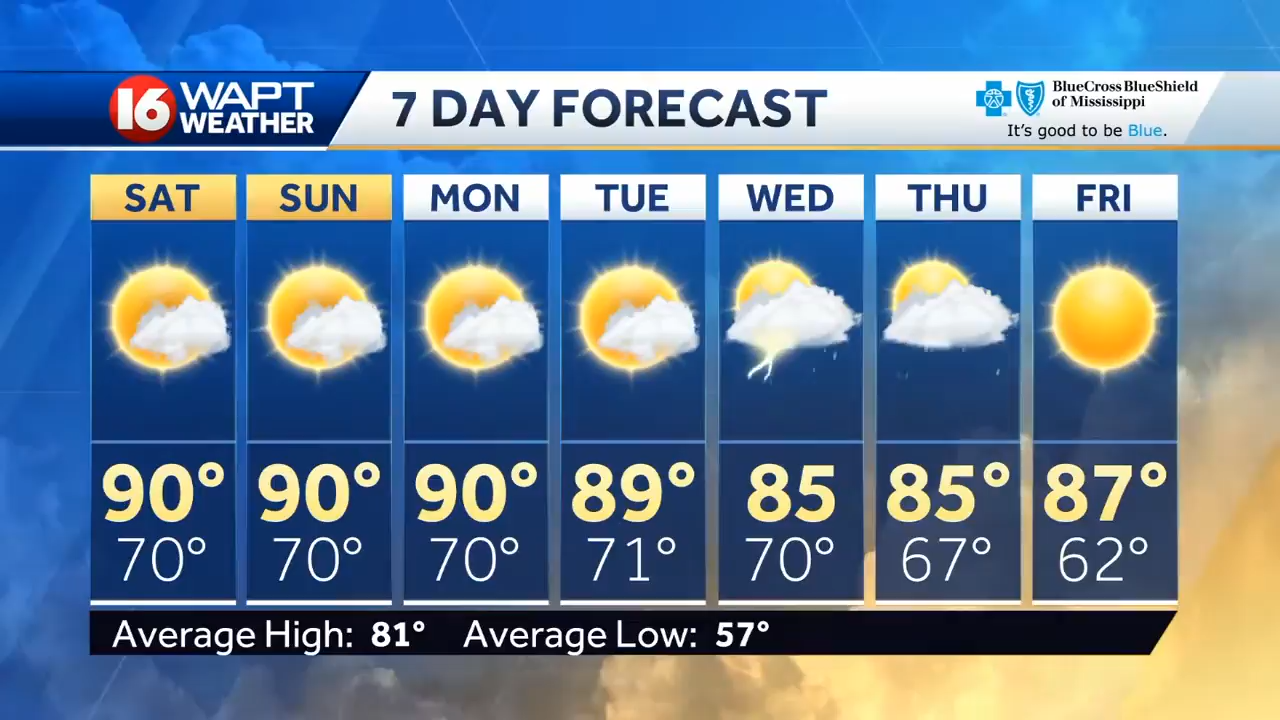 16 WAPT WEATHER
7 DAY FORECAST
BlueCross BlueShield
of Mississippi
It's good to be Blue.
SAT SUN MON TUE WED THU FRI
90° 90° 90° 89° 85 85° 87°
70° 70° 70° 71° 70° 67° 62°
Average High: 81° Average Low: 57°